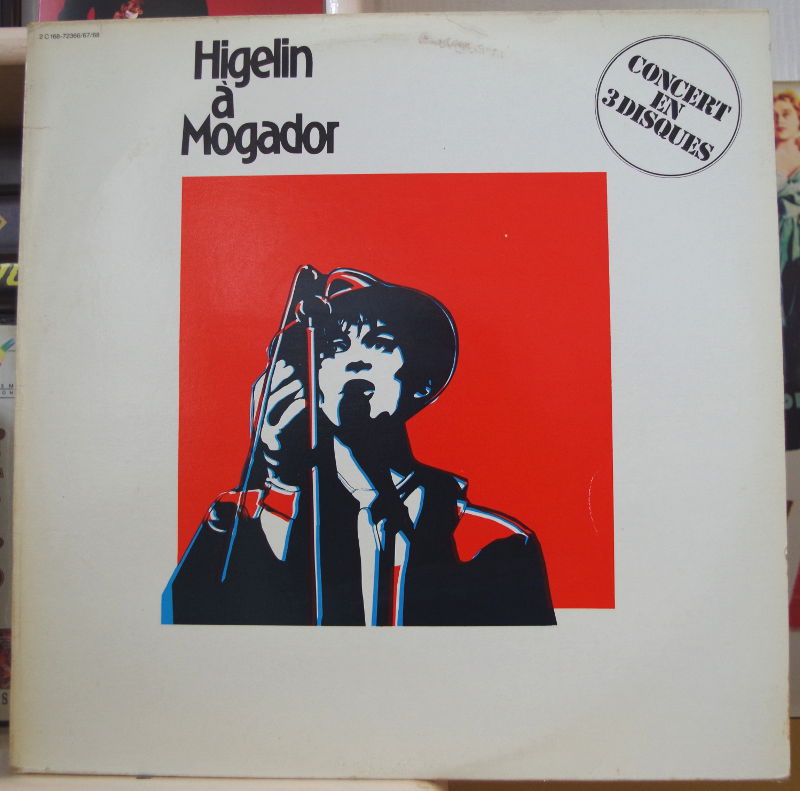 2 C 168-72366/67/68
Higelin
à
Mogador
CONCERT
EN
3 DISQUES